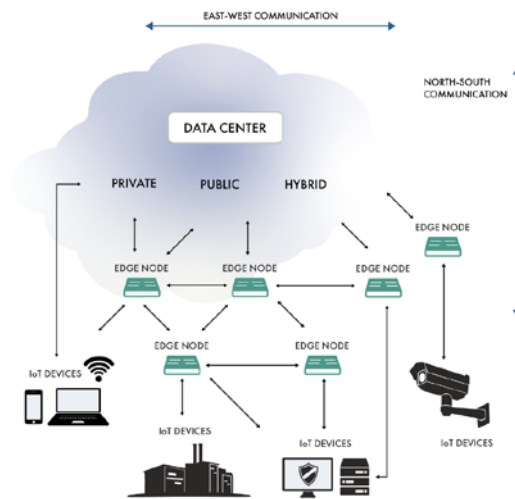 EAST-WEST COMMUNICATION
NORTH-SOUTH
COMMUNICATION
DATA CENTER
PRIVATE
PUBLIC
HYBRID
EDGE NODE
EDGE NODE
EDGE NODE
EDGE NODE
EDGE NODE
EDGE NODE
IoT DEVICES
IoT DEVICES
IoT DEVICES
IoT DEVICES